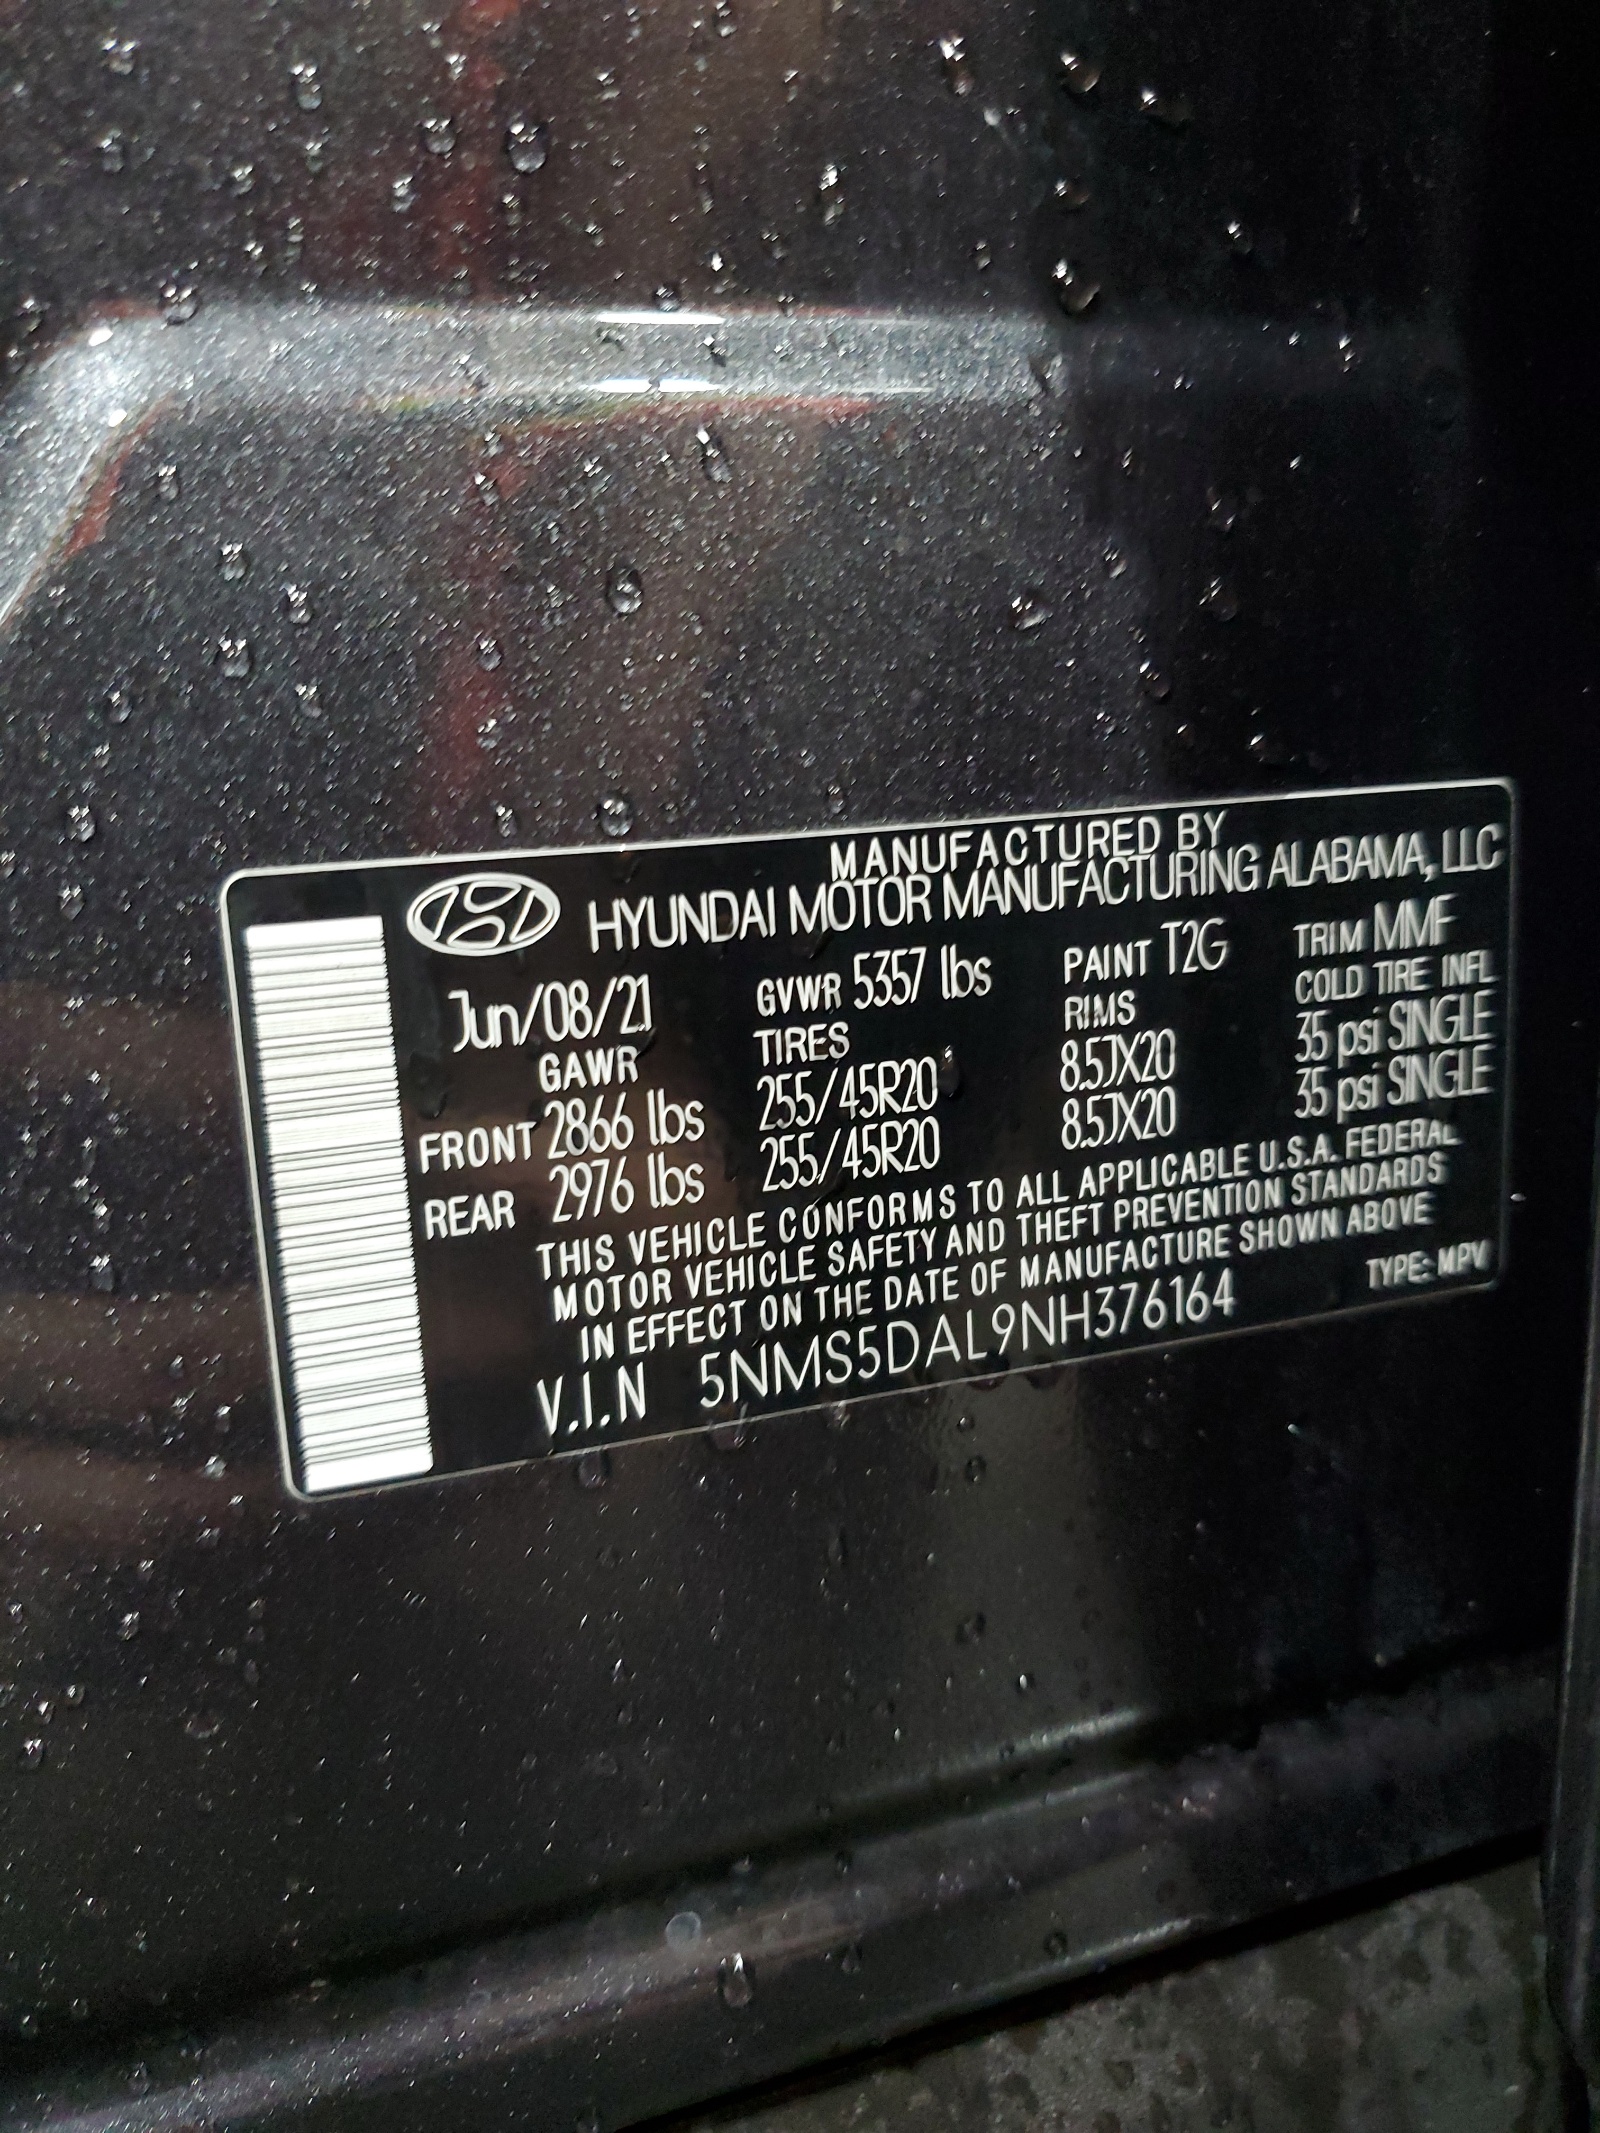 MANUFACTURED BY
HYUNDAI MOTOR MANUFACTURING ALABAMA, LLC
Jun/08/21 GVWR 5357 lbs PAINT T2G TRIM MMF
GAWR TIRES RIMS COLD TIRE INFL
FRONT 2866 lbs 255/45R20 8.5JX20 35 psi SINGLE
REAR 2976 lbs 255/45R20 8.5JX20 35 psi SINGLE
THIS VEHICLE CONFORMS TO ALL APPLICABLE U.S.A. FEDERAL
MOTOR VEHICLE SAFETY AND THEFT PREVENTION STANDARDS
IN EFFECT ON THE DATE OF MANUFACTURE SHOWN ABOVE
V.I.N 5NMS5DAL9NH376164 TYPE: MPV